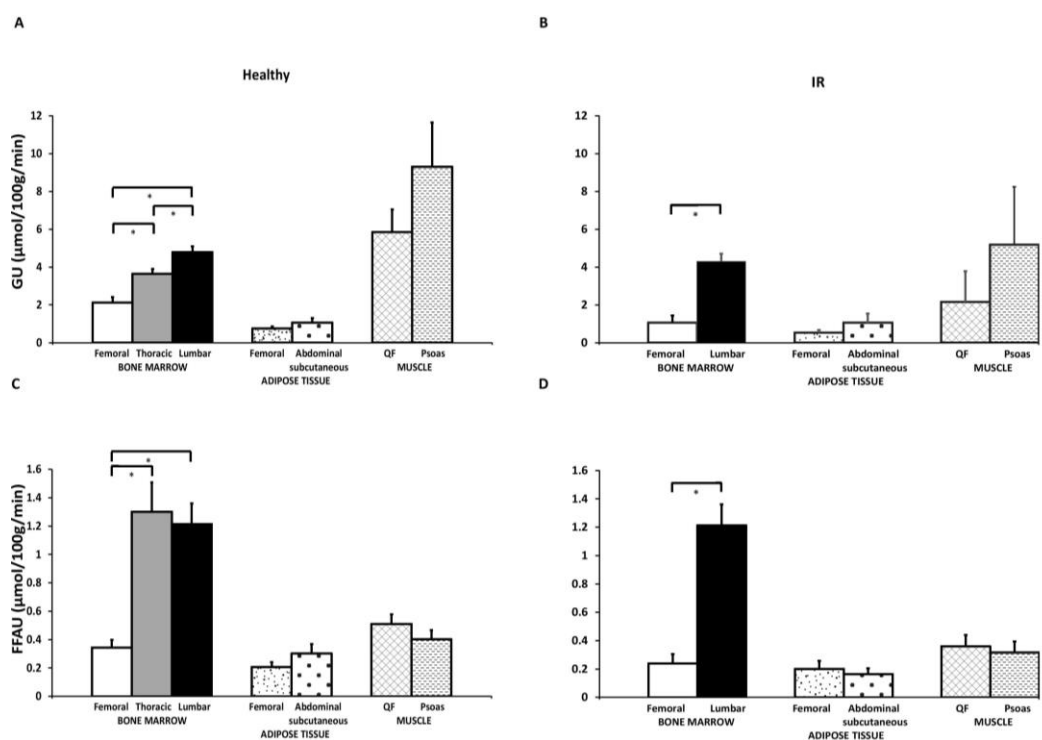 A
B
Healthy
IR
GU (µmol/100g/min)
12
10
8
6
4
2
0
*
*
*
Femoral Thoracic Lumbar
BONE MARROW
Femoral Abdominal
subcutaneous
ADIPOSE TISSUE
QF Psoas
MUSCLE
12
10
8
6
4
2
0
*
Femoral Lumbar
BONE MARROW
Femoral Abdominal
subcutaneous
ADIPOSE TISSUE
QF Psoas
MUSCLE
C
D
FFAU (µmol/100g/min)
1.6
1.4
1.2
1
0.8
0.6
0.4
0.2
0
*
*
Femoral Thoracic Lumbar
BONE MARROW
Femoral Abdominal
subcutaneous
ADIPOSE TISSUE
QF Psoas
MUSCLE
1.6
1.4
1.2
1
0.8
0.6
0.4
0.2
0
*
Femoral Lumbar
BONE MARROW
Femoral Abdominal
subcutaneous
ADIPOSE TISSUE
QF Psoas
MUSCLE